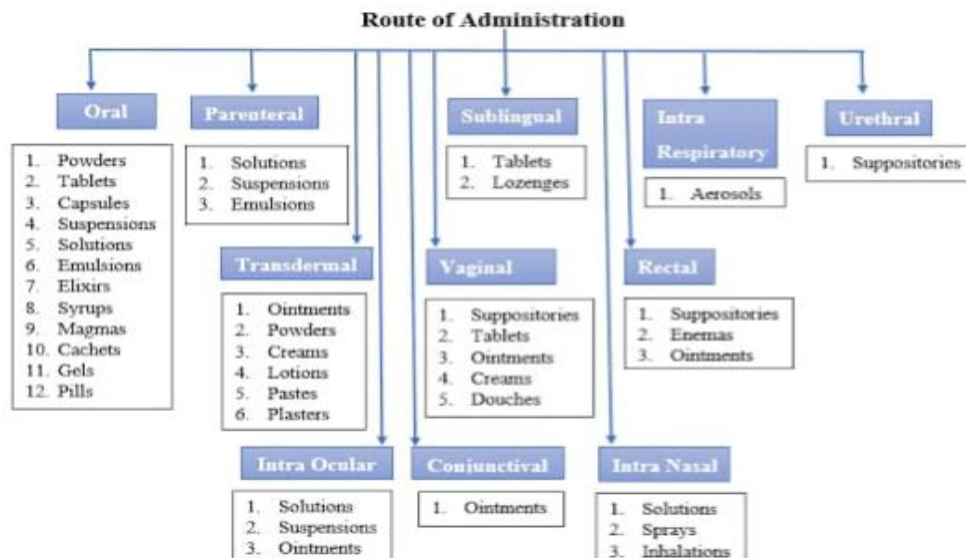 Route of Administration
Oral
1. Powders
2. Tablets
3. Capsules
4. Suspensions
5. Solutions
6. Emulsions
7. Elixirs
8. Syrups
9. Magmas
10. Cachets
11. Gels
12. Pills
Parenteral
1. Solutions
2. Suspensions
3. Emulsions
Sublingual
1. Tablets
2. Lozenges
Intra
Respiratory
1. Aerosols
Urethral
1. Suppositories
Transdermal
1. Ointments
2. Powders
3. Creams
4. Lotions
5. Pastes
6. Plasters
Vaginal
1. Suppositories
2. Tablets
3. Ointments
4. Creams
5. Douches
Rectal
1. Suppositories
2. Enemas
3. Ointments
Intra Ocular
1. Solutions
2. Suspensions
3. Ointments
Conjunctival
1. Ointments
Intra Nasal
1. Solutions
2. Sprays
3. Inhalations